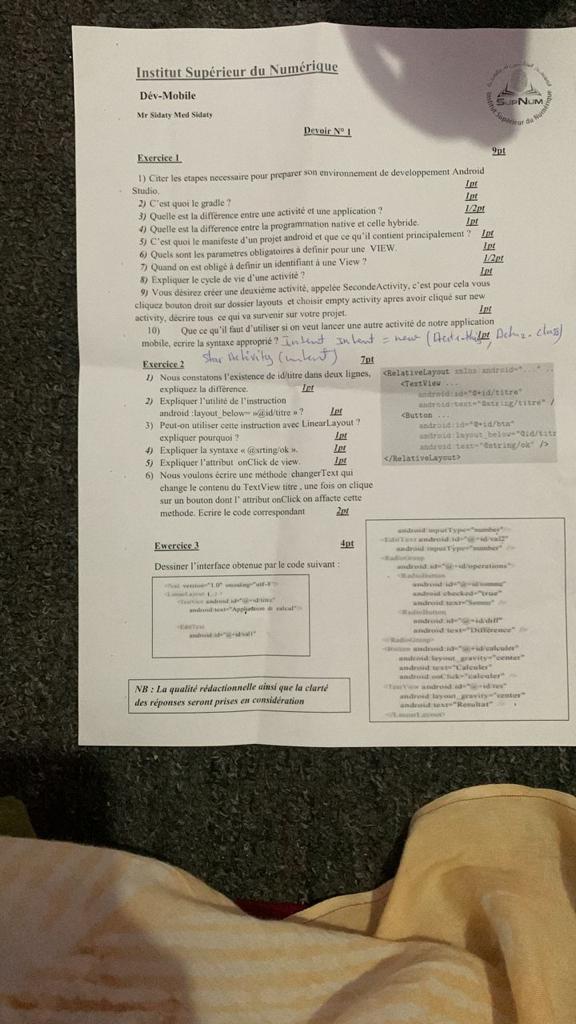 Institut Supérieur du Numérique
Dév-Mobile
Mr Sidaty Med Sidaty
SUPNUM
Institut Supérieur du Numérique
Devoir N° 1
Exercice 1
9pt
1) Citer les etapes necessaire pour preparer son environnement de developpement Android
Studio. 1pt
2) C'est quoi le gradle ? 1pt
3) Quelle est la différence entre une activité et une application ? 1/2pt
4) Quelle est la difference entre la programmation native et celle hybride. 1pt
5) C'est quoi le manifeste d'un projet android et que ce qu'il contient principalement ? 1pt
6) Quels sont les parametres obligatoires à definir pour une VIEW. 1pt
7) Quand on est obligé à definir un identifiant à une View ? 1/2pt
8) Expliquer le cycle de vie d'une activité ? 1pt
9) Vous désirez créer une deuxième activité, appelée SecondeActivity, c'est pour cela vous
cliquez bouton droit sur dossier layouts et choisir empty activity apres avoir cliqué sur new
activity, décrire tous ce qui va survenir sur votre projet. 1pt
10) Que ce qu'il faut d'utiliser si on veut lancer une autre activité de notre application
mobile, ecrire la syntaxe approprié ? Intent intent = new 1pt
(intent)
Exercice 2 7pt
1) Nous constatons l'existence de id/titre dans deux lignes,
expliquez la différence. 1pt
2) Expliquer l'utilité de l'instruction
android :layout_below= »@id/titre » ? 1pt
3) Peut-on utiliser cette instruction avec LinearLayout ?
expliquer pourquoi ? 1pt
4) Expliquer la syntaxe « @srting/ok ». 1pt
5) Expliquer l'attribut onClick de view. 1pt
6) Nous voulons écrire une méthode changerText qui
change le contenu du TextView titre , une fois on clique
sur un bouton dont l' attribut onClick on affacte cette
methode. Ecrire le code correspondant 2pt
<RelativeLayout xmlns:android="..." ..
<TextView ...
android:id="@+id/titre"
android:text="@string/titre" /
<Button ...
android:id="@+id/btn"
android:layout_below="@id/titr
android:text="@string/ok" />
</RelativeLayout>
Ewercice 3 4pt
Dessiner l'interface obtenue par le code suivant :
<?xml version="1.0" encoding="utf-8"?>
<TextView android:id="@+id/titre"
android:text="Application de calcul"/>
<EditText
android:id="@+id/val1"
android:inputType="number"
<EditText android:id="@+id/val2"
android:inputType="number" />
<RadioGroup
android:id="@+id/operations">
<RadioButton
android:id="@+id/somme"
android:checked="true"
android:text="Somme" />
<RadioButton
android:id="@+id/diff"
android:text="Différence" />
</RadioGroup>
<Button android:id="@+id/calculer"
android:layout_gravity="center"
android:text="Calculer"
android:onClick="calculer" />
<TextView android:id="@+id/res"
android:layout_gravity="center"
android:text="Resultat" />
</LinearLayout>
NB : La qualité rédactionnelle ainsi que la clarté
des réponses seront prises en considération